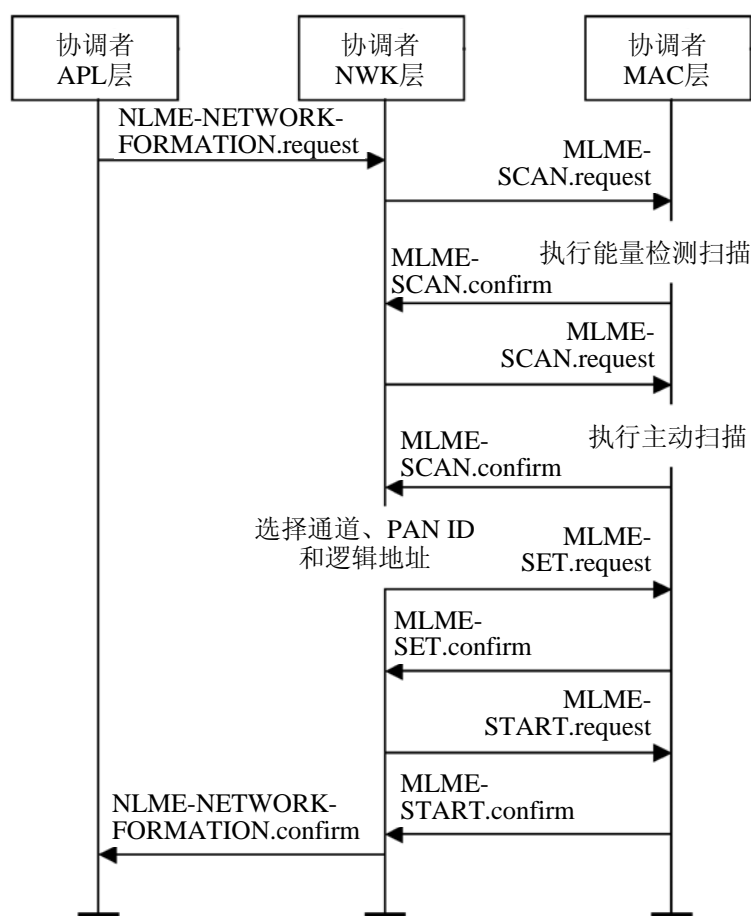 协调者
APL层
协调者
NWK层
协调者
MAC层
NLME-NETWORK-
FORMATION.request
MLME-
SCAN.request
执行能量检测扫描
MLME-
SCAN.confirm
MLME-
SCAN.request
执行主动扫描
MLME-
SCAN.confirm
选择通道、PAN ID
和逻辑地址
MLME-
SET.request
MLME-
SET.confirm
MLME-
START.request
MLME-
START.confirm
NLME-NETWORK-
FORMATION.confirm